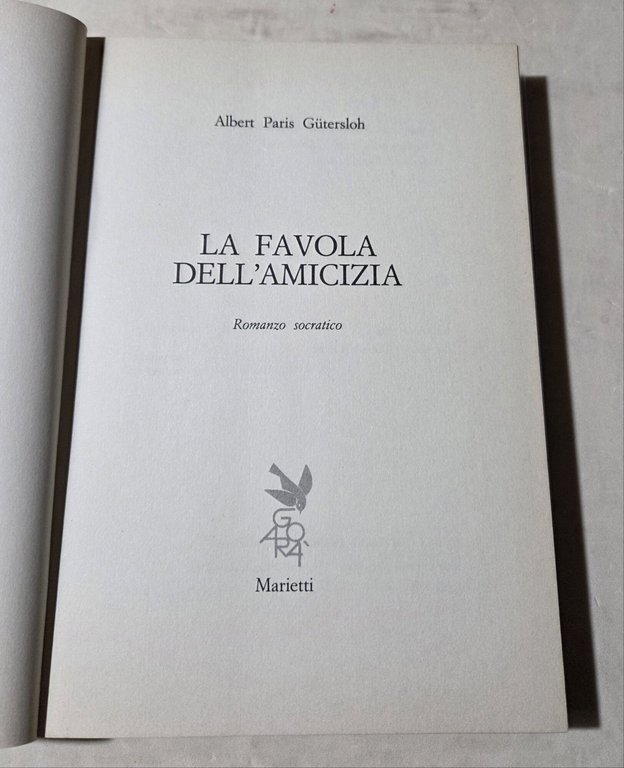 Albert Paris Gütersloh
LA FAVOLA
DELL'AMICIZIA
Romanzo socratico
AGORÀ
Marietti